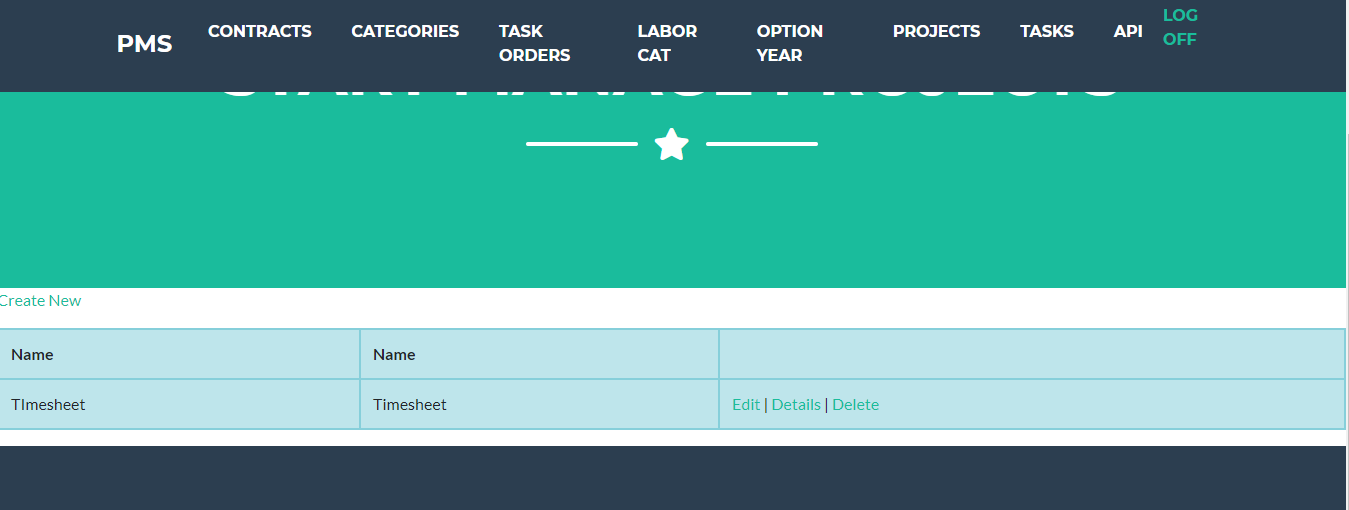 PMS
CONTRACTS
CATEGORIES
TASK
ORDERS
LABOR
CAT
OPTION
YEAR
PROJECTS
TASKS
API
LOG
OFF
Create New
Name Name
TImesheet Timesheet Edit | Details | Delete